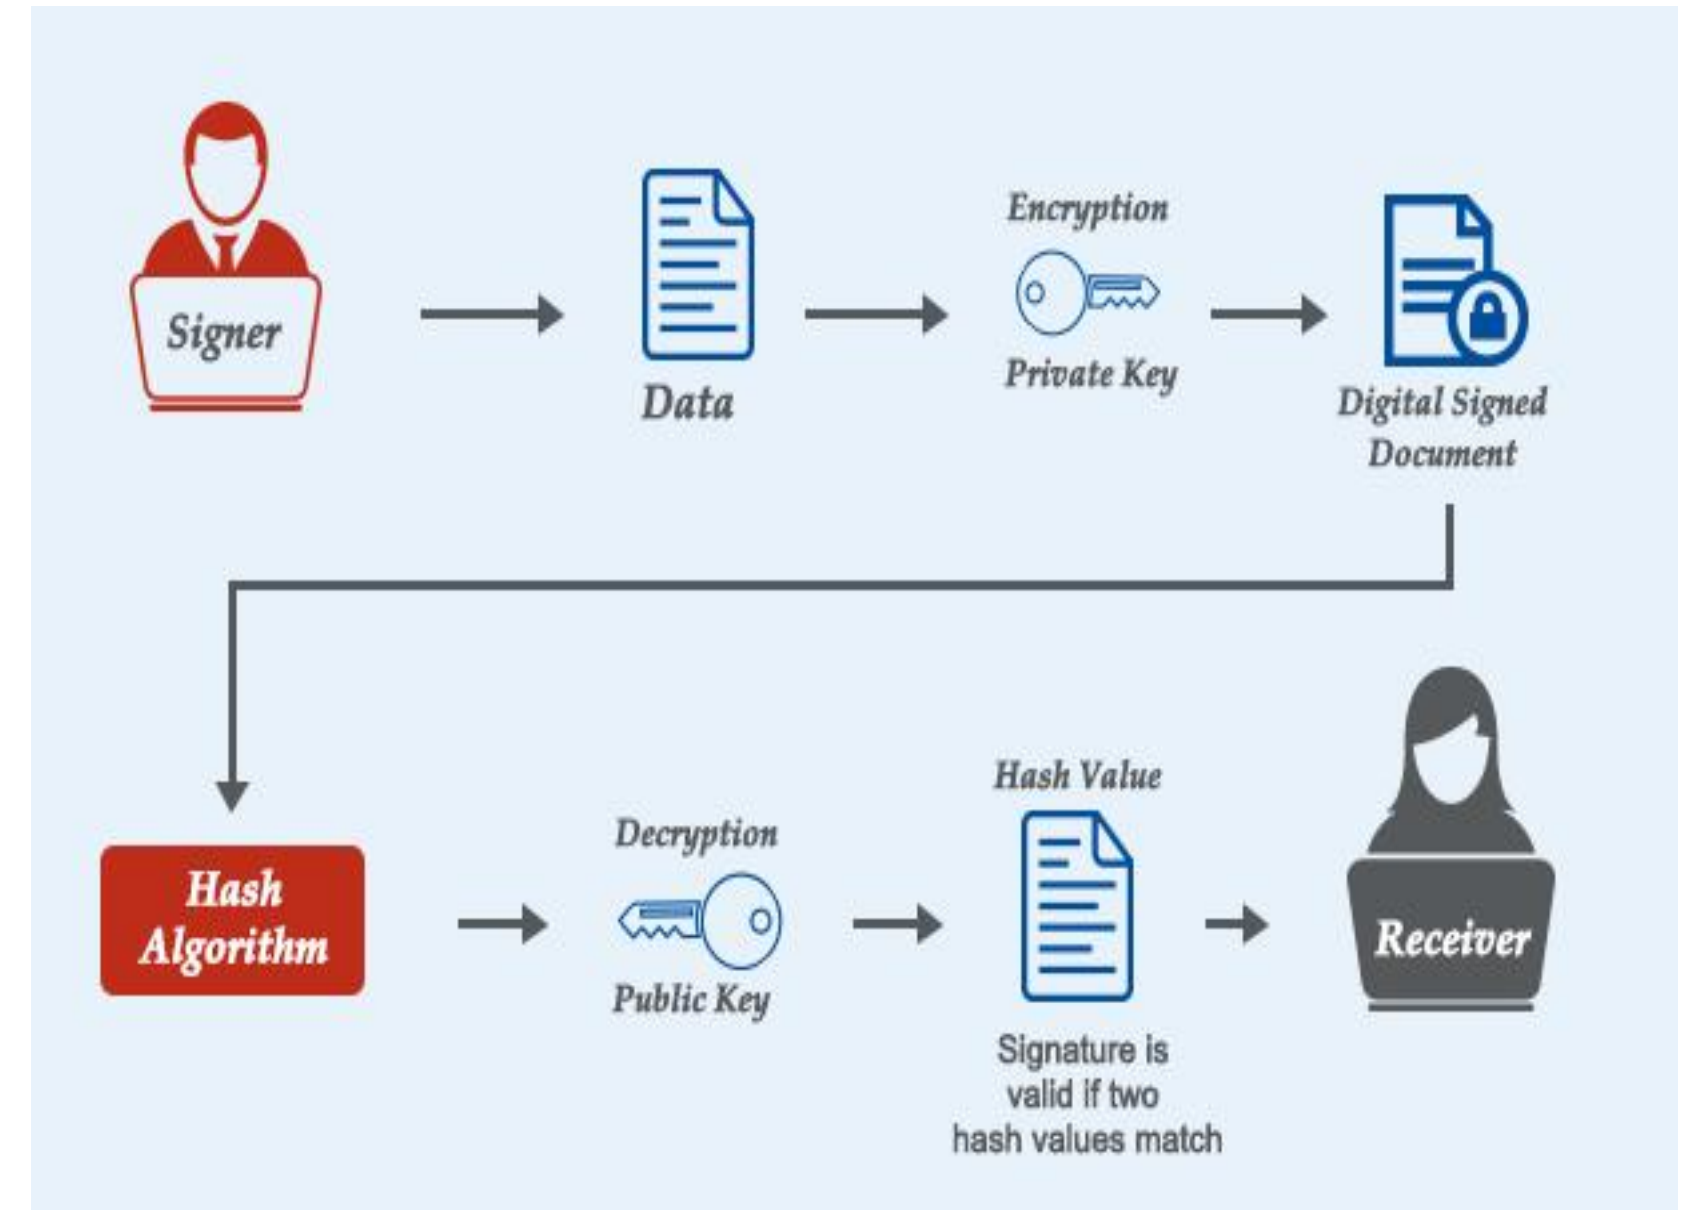 Signer
Data
Encryption
Private Key
Digital Signed
Document
Hash
Algorithm
Decryption
Public Key
Hash Value
Signature is
valid if two
hash values match
Receiver